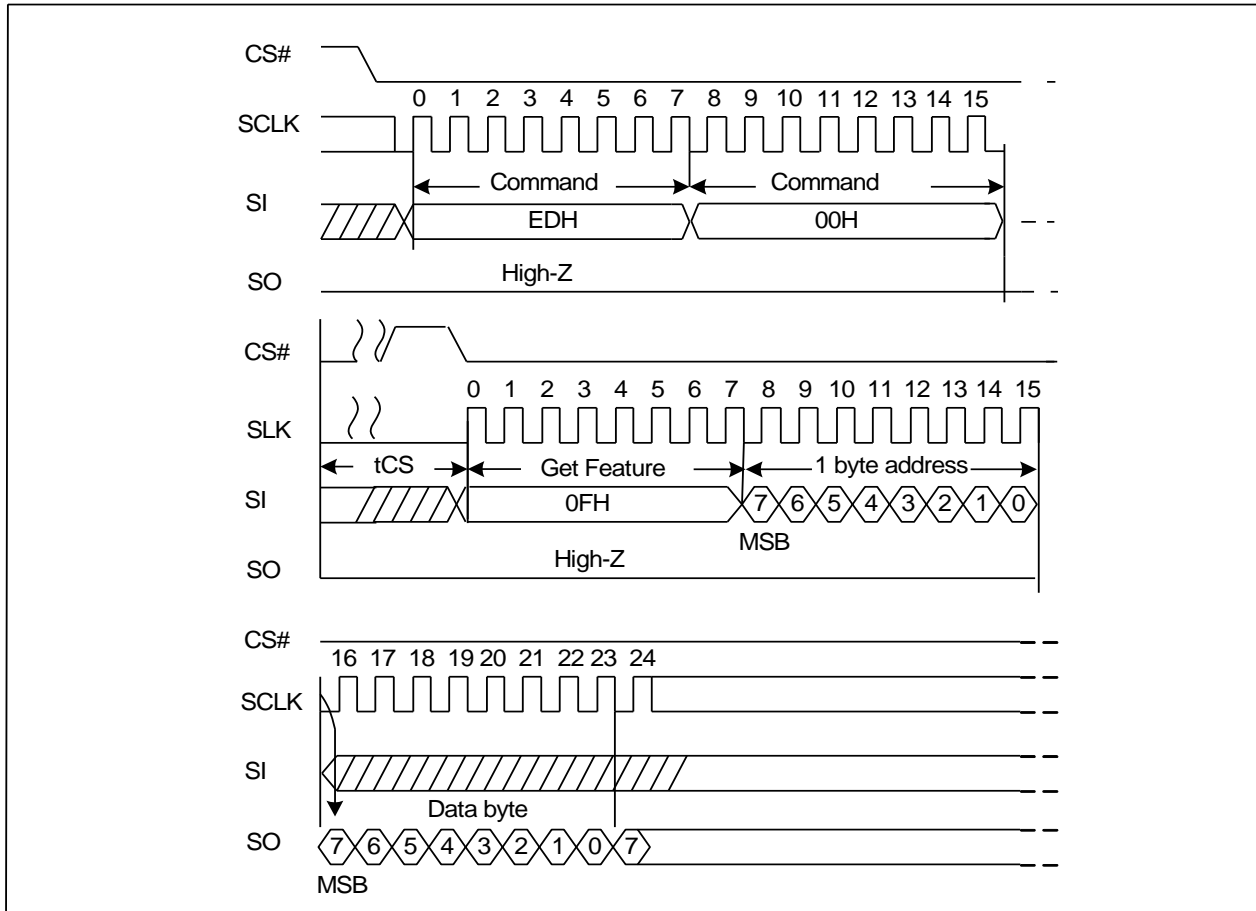 CS#
0 1 2 3 4 5 6 7 8 9 10 11 12 13 14 15
SCLK
Command Command
SI
EDH 00H
High-Z
SO
CS#
0 1 2 3 4 5 6 7 8 9 10 11 12 13 14 15
SLK
tCS Get Feature 1 byte address
SI
0FH 7 6 5 4 3 2 1 0
MSB
High-Z
SO
CS#
16 17 18 19 20 21 22 23 24
SCLK
SI
Data byte
SO
7 6 5 4 3 2 1 0 7
MSB